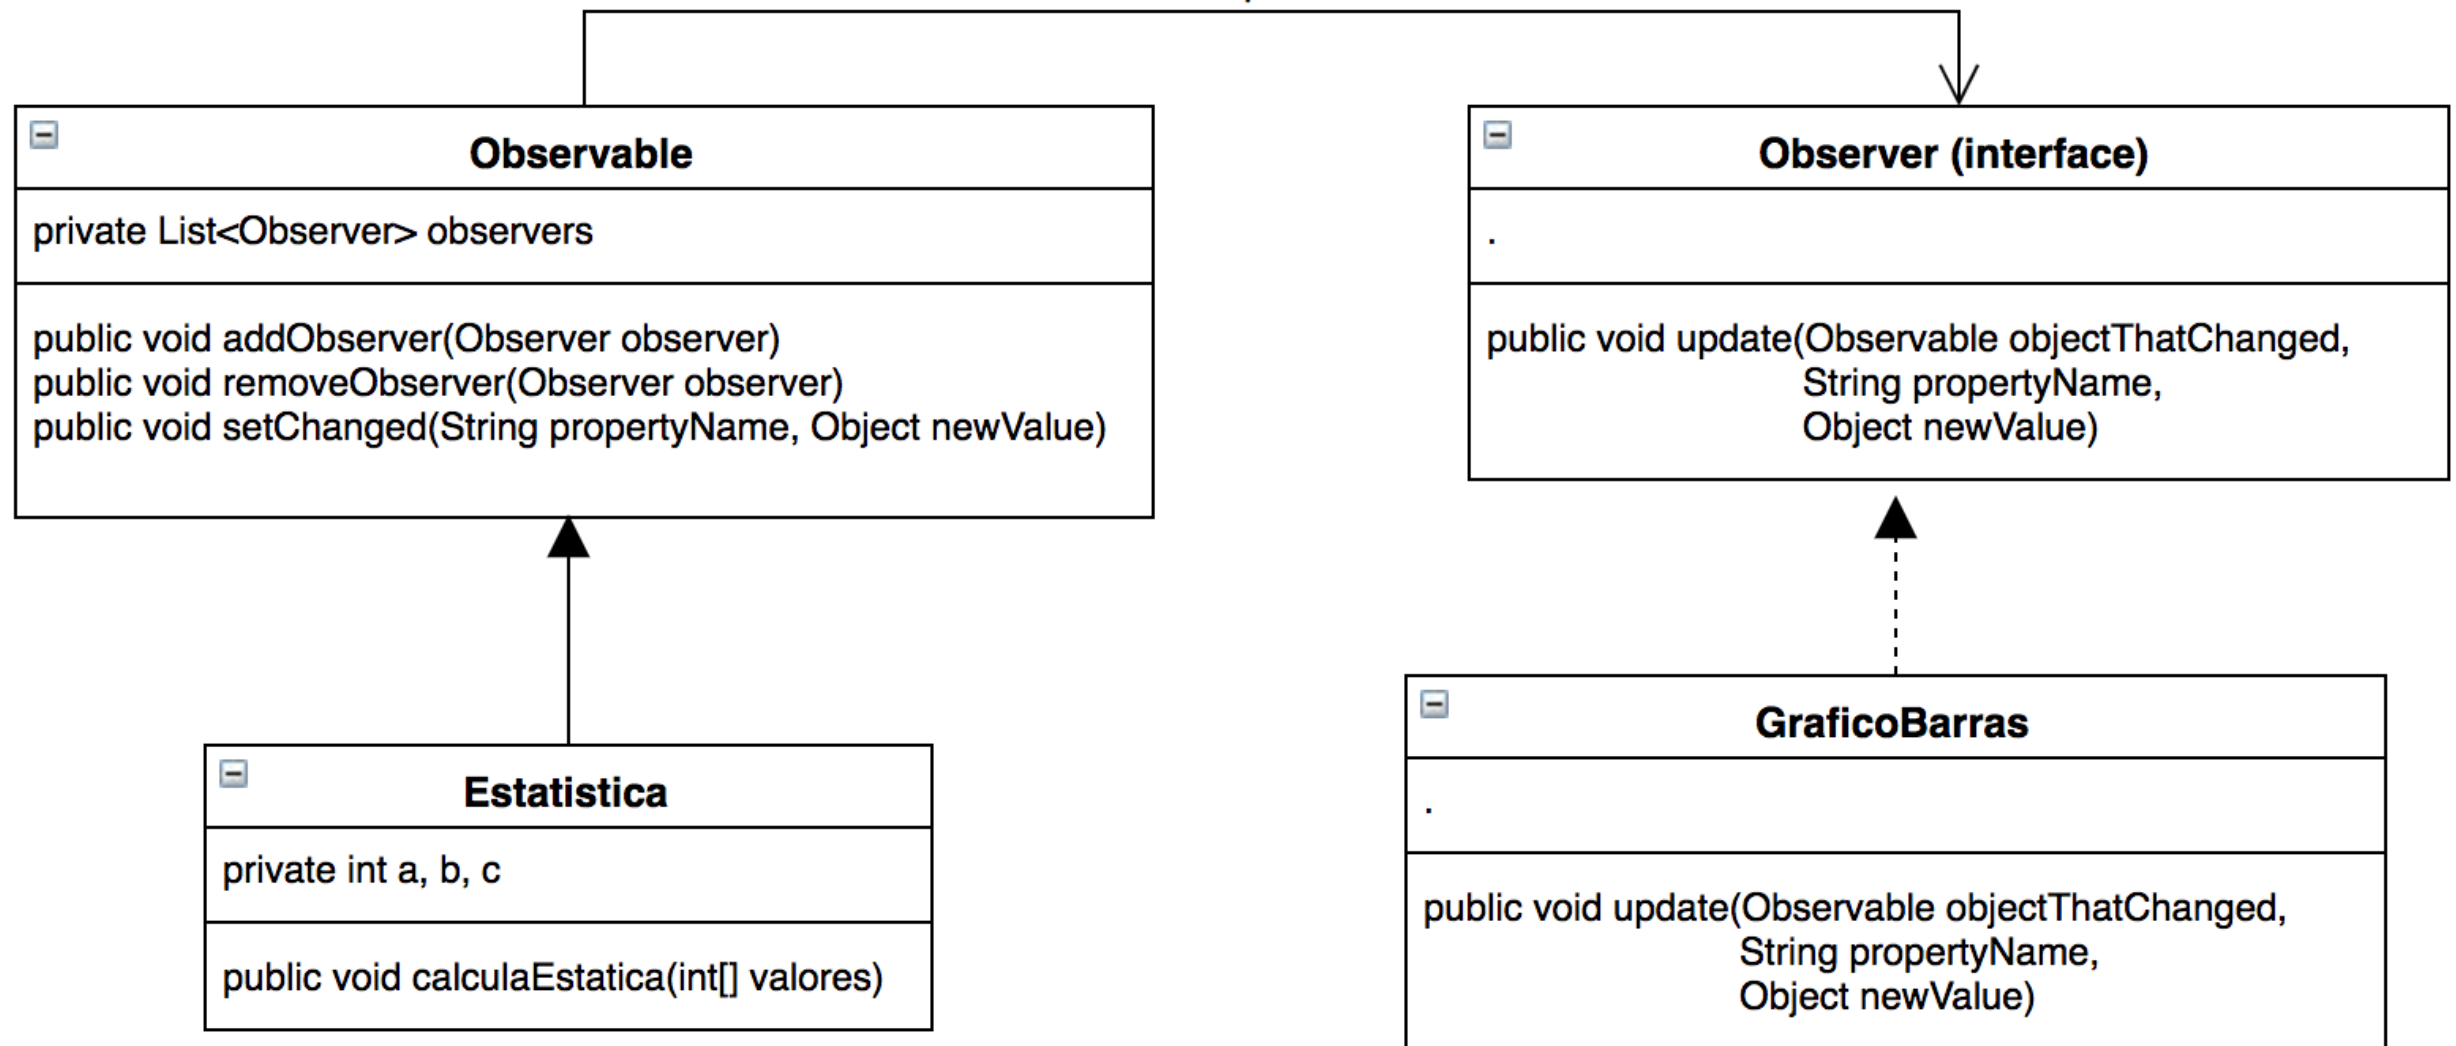 Observable
private List<Observer> observers
public void addObserver(Observer observer)
public void removeObserver(Observer observer)
public void setChanged(String propertyName, Object newValue)
Observer (interface)
.
public void update(Observable objectThatChanged,
String propertyName,
Object newValue)
Estatistica
private int a, b, c
public void calculaEstatica(int[] valores)
GraficoBarras
.
public void update(Observable objectThatChanged,
String propertyName,
Object newValue)